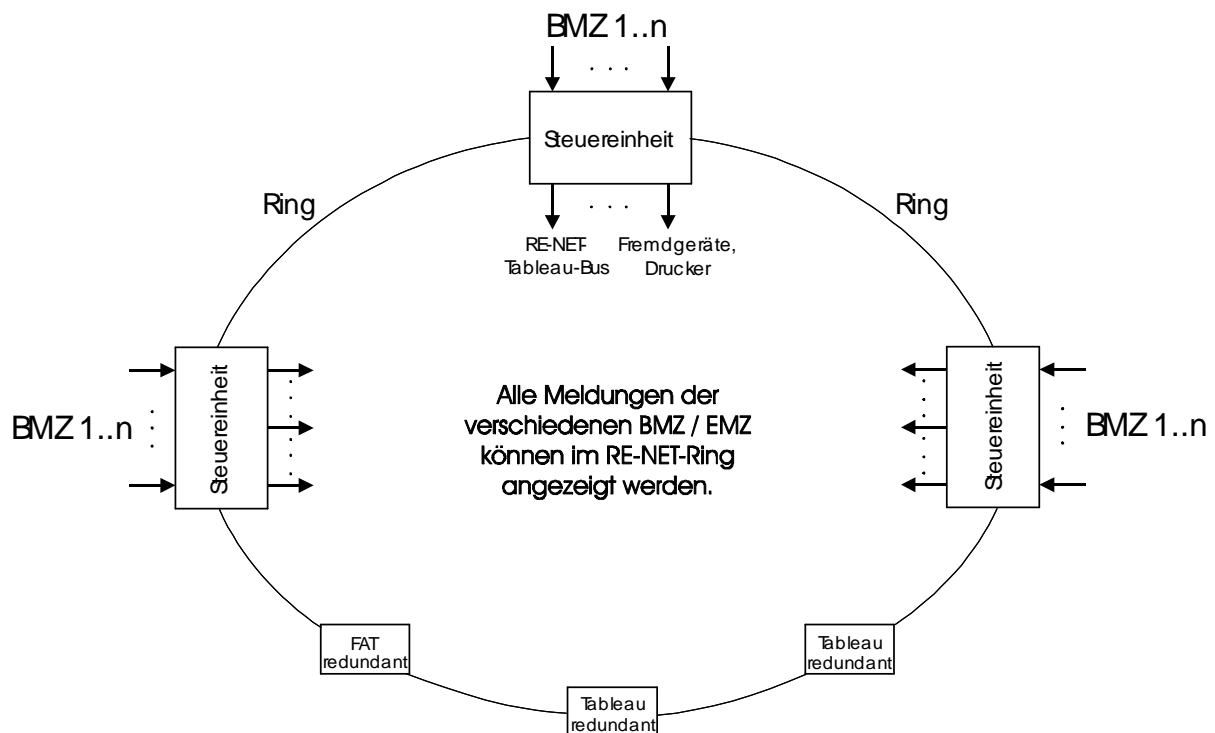 BMZ 1..n
. . .
Steuereinheit
Ring
Ring
. . .
RE-NET-
Tableau-Bus
Fremdgeräte,
Drucker
BMZ 1..n
Steuereinheit
Alle Meldungen der
verschiedenen BMZ / EMZ
können im RE-NET-Ring
angezeigt werden.
Steuereinheit
BMZ 1..n
FAT
redundant
Tableau
redundant
Tableau
redundant